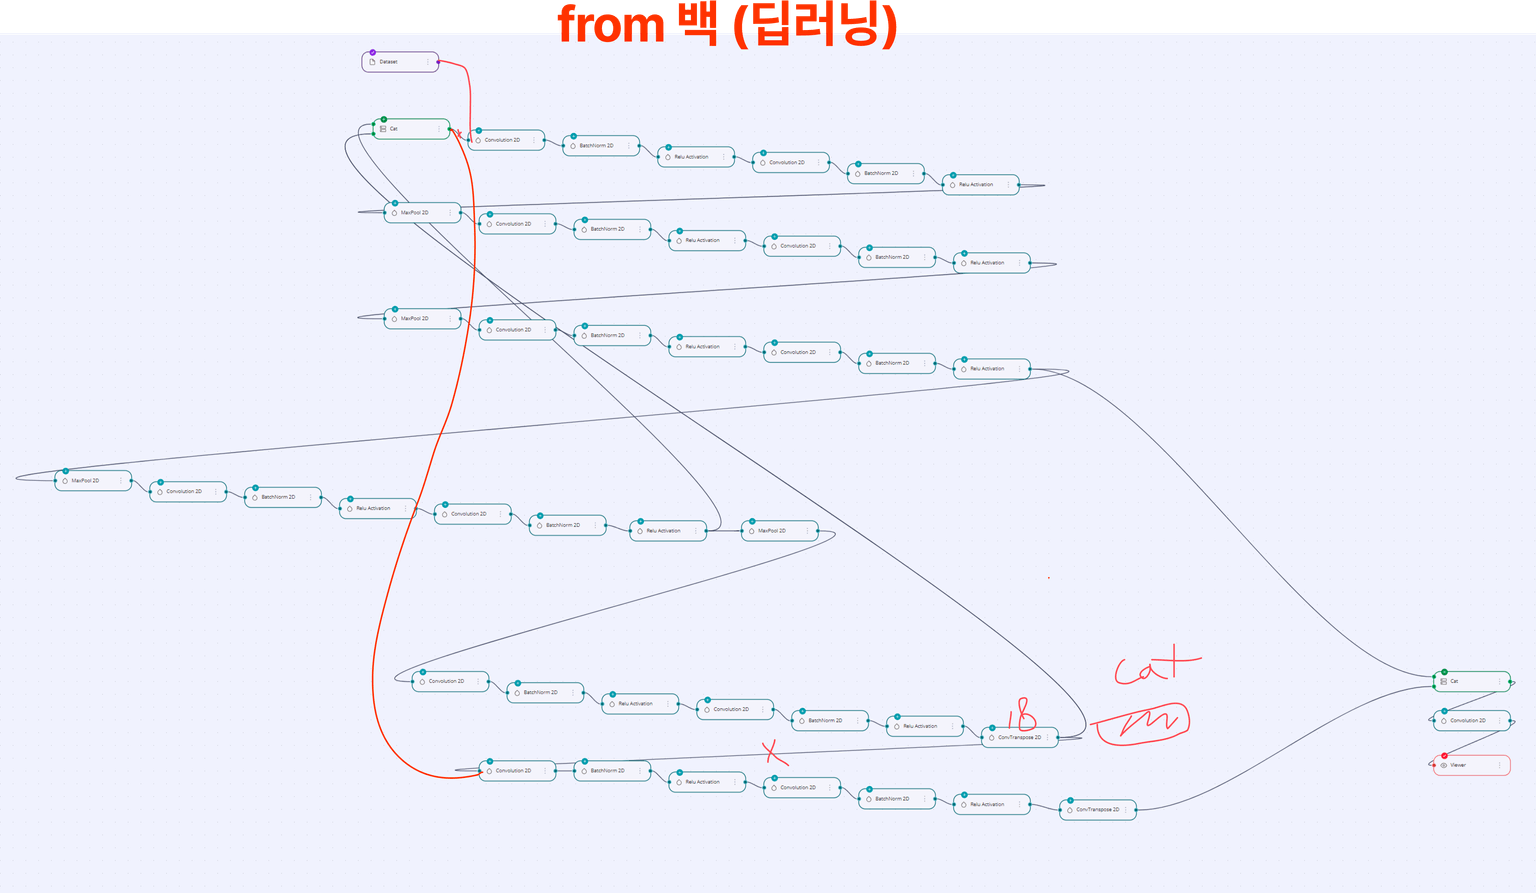 from 백 (딥러닝)
Dataset
Cat
x
Convolution 2D
BatchNorm 2D
Relu Activation
Convolution 2D
BatchNorm 2D
Relu Activation
MaxPool 2D
Convolution 2D
BatchNorm 2D
Relu Activation
Convolution 2D
BatchNorm 2D
Relu Activation
MaxPool 2D
Convolution 2D
BatchNorm 2D
Relu Activation
Convolution 2D
BatchNorm 2D
Relu Activation
MaxPool 2D
Convolution 2D
BatchNorm 2D
Relu Activation
Convolution 2D
BatchNorm 2D
Relu Activation
MaxPool 2D
Convolution 2D
BatchNorm 2D
Relu Activation
Convolution 2D
BatchNorm 2D
Relu Activation
ConvTranspose 2D
18
cat
x
Convolution 2D
BatchNorm 2D
Relu Activation
Convolution 2D
BatchNorm 2D
Relu Activation
ConvTranspose 2D
Cat
Convolution 2D
Viewer